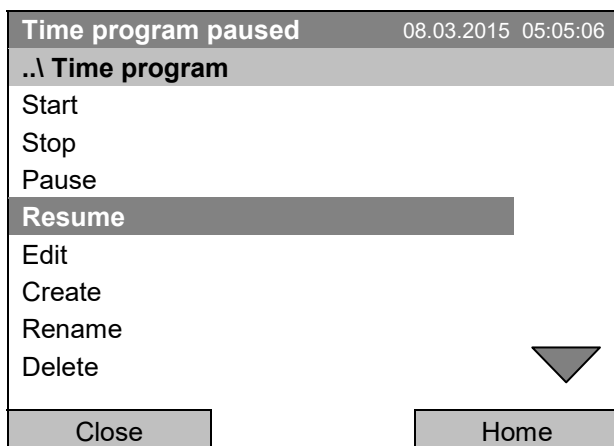 Time program paused 08.03.2015 05:05:06
..\ Time program
Start
Stop
Pause
Resume
Edit
Create
Rename
Delete
Close Home